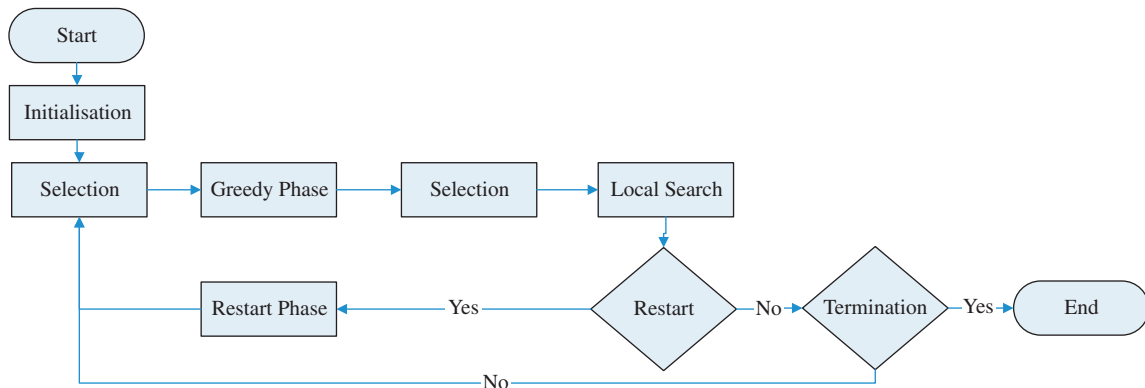 Start
Initialisation
Selection
Greedy Phase
Selection
Local Search
Restart Phase
Yes
Restart
No
Termination
Yes
End
No